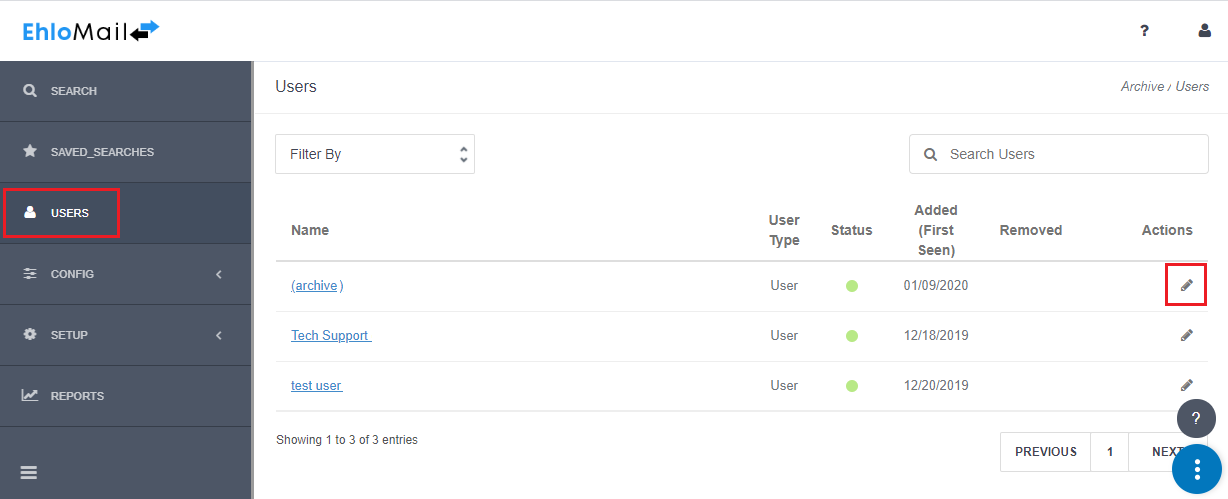 EhloMail
?
SEARCH
SAVED_SEARCHES
USERS
CONFIG
SETUP
REPORTS
Users
Archive / Users
Filter By
Search Users
Name
User Type
Status
Added (First Seen)
Removed
Actions
(archive )
User
01/09/2020
Tech Support
User
12/18/2019
test user
User
12/20/2019
?
Showing 1 to 3 of 3 entries
PREVIOUS
1
NEXT